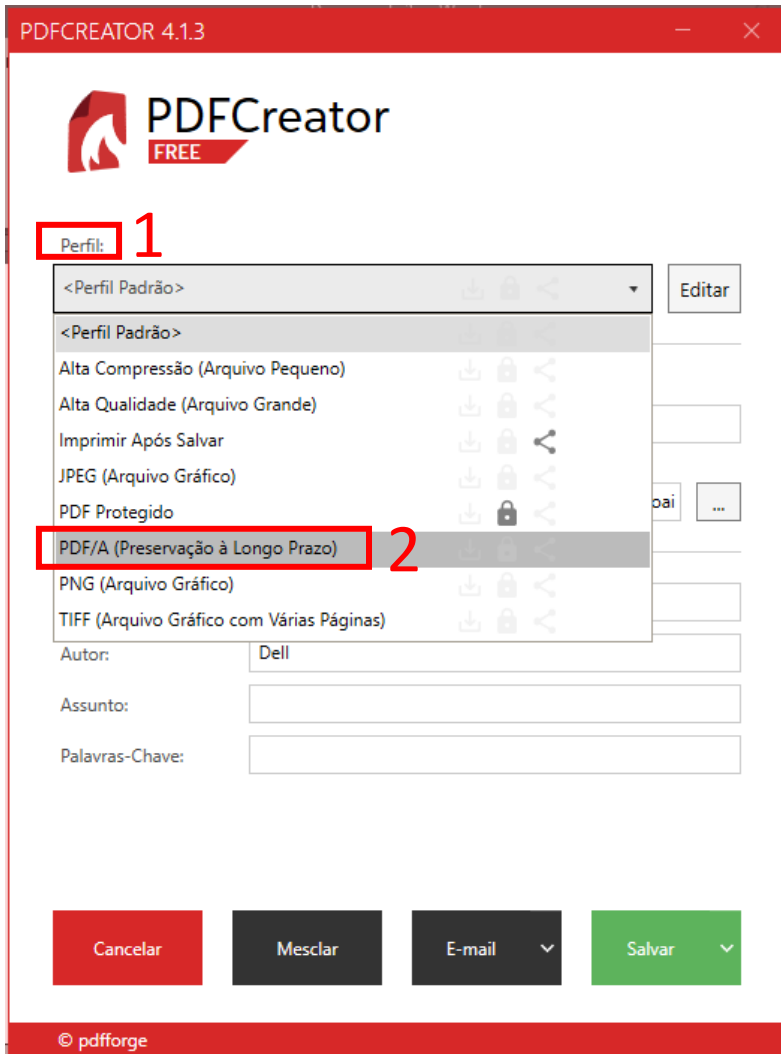 PDFCREATOR 4.1.3
PDFCreator
FREE
Perfil: 1
<Perfil Padrão>
Editar
<Perfil Padrão>
Alta Compressão (Arquivo Pequeno)
Alta Qualidade (Arquivo Grande)
Imprimir Após Salvar
JPEG (Arquivo Gráfico)
PDF Protegido
oai ...
PDF/A (Preservação à Longo Prazo) 2
PNG (Arquivo Gráfico)
TIFF (Arquivo Gráfico com Várias Páginas)
Autor: Dell
Assunto:
Palavras-Chave:
Cancelar Mesclar E-mail Salvar
© pdfforge